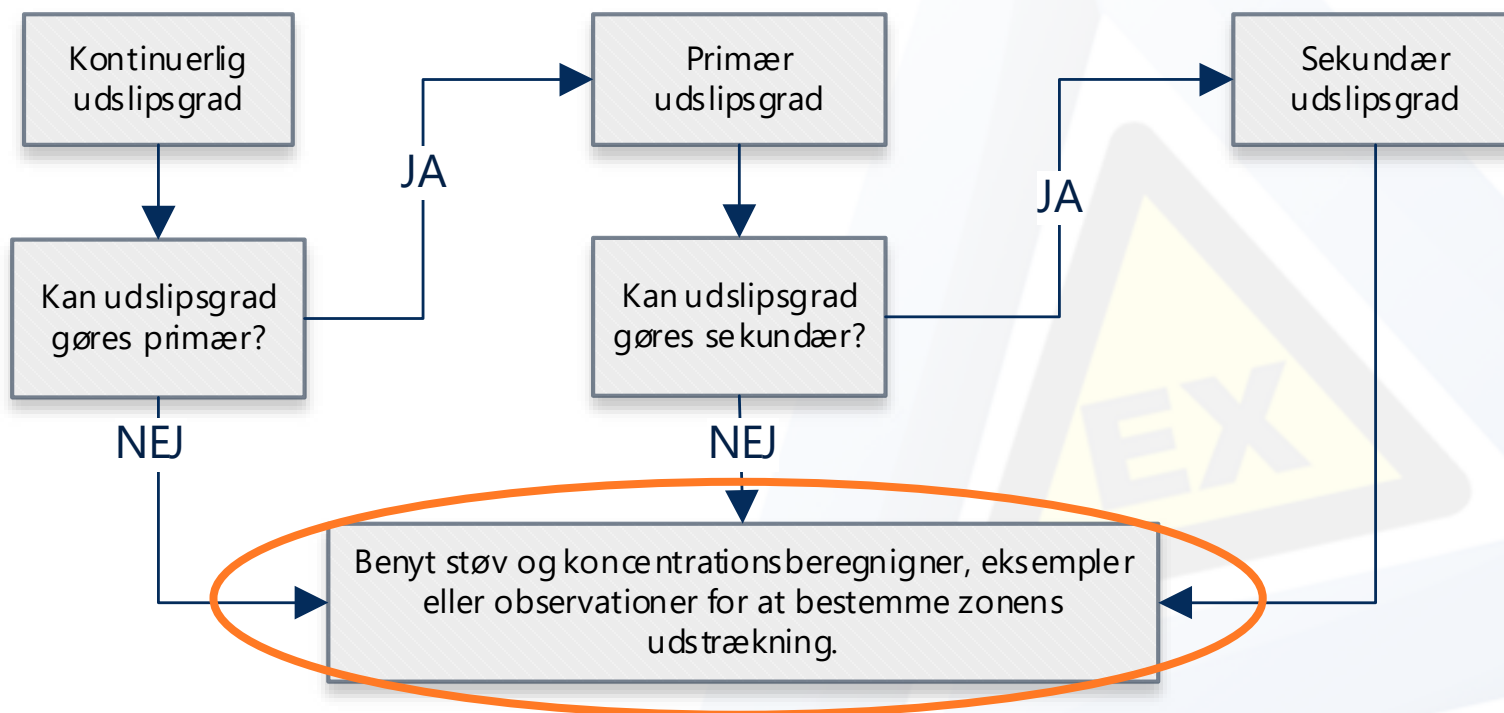 Kontinuerlig
udslipsgrad
Primær
udslipsgrad
Sekundær
udslipsgrad
JA
JA
Kan udslipsgrad
gøres primær?
Kan udslipsgrad
gøres sekundær?
NEJ
NEJ
EX
Benyt støv og koncentrationsberegnigner, eksempler
eller observationer for at bestemme zonens
udstrækning.